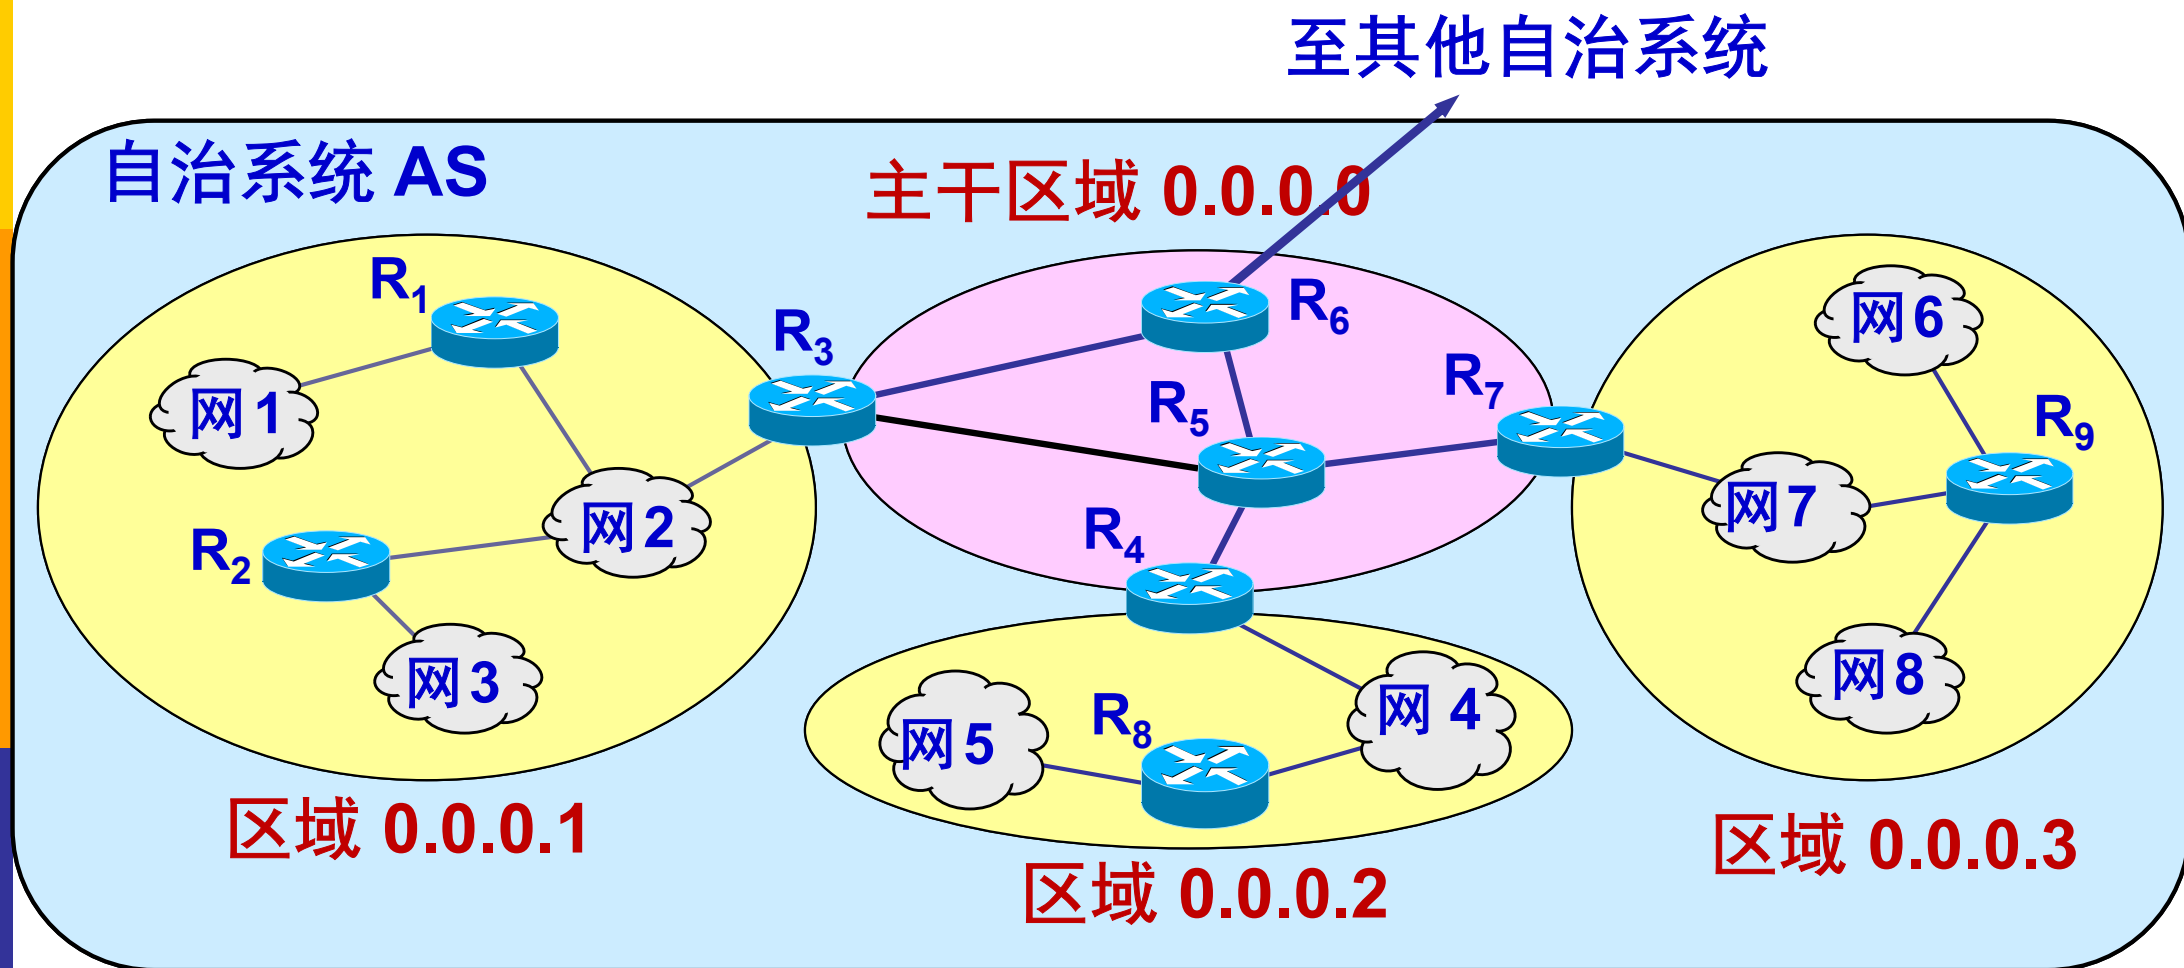 至其他自治系统
自治系统 AS
主干区域 0.0.0.0
R1
R3
R6
网6
R7
R9
R5
网1
网7
网2
R4
R2
网3
网8
网4
R8
网5
区域 0.0.0.1
区域 0.0.0.3
区域 0.0.0.2